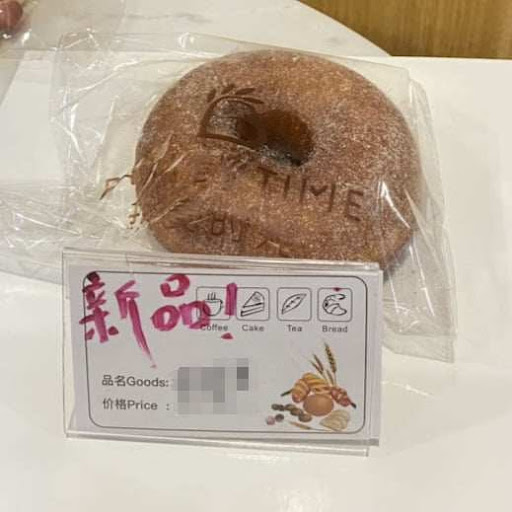 TIME
新品!
Coffee Cake Tea Bread
品名Goods:
价格Price :